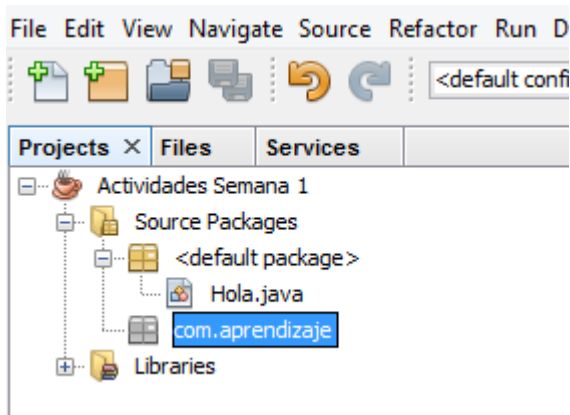 File Edit View Navigate Source Refactor Run D
<default confi
Projects × Files Services
Actividades Semana 1
Source Packages
<default package>
Hola.java
com.aprendizaje
Libraries